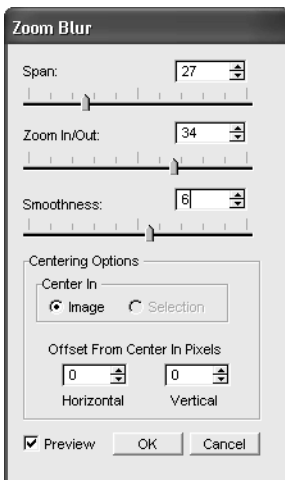 Zoom Blur
Span: 27
Zoom In/Out: 34
Smoothness: 6
Centering Options
Center In
Image Selection
Offset From Center In Pixels
0 0
Horizontal Vertical
Preview OK Cancel